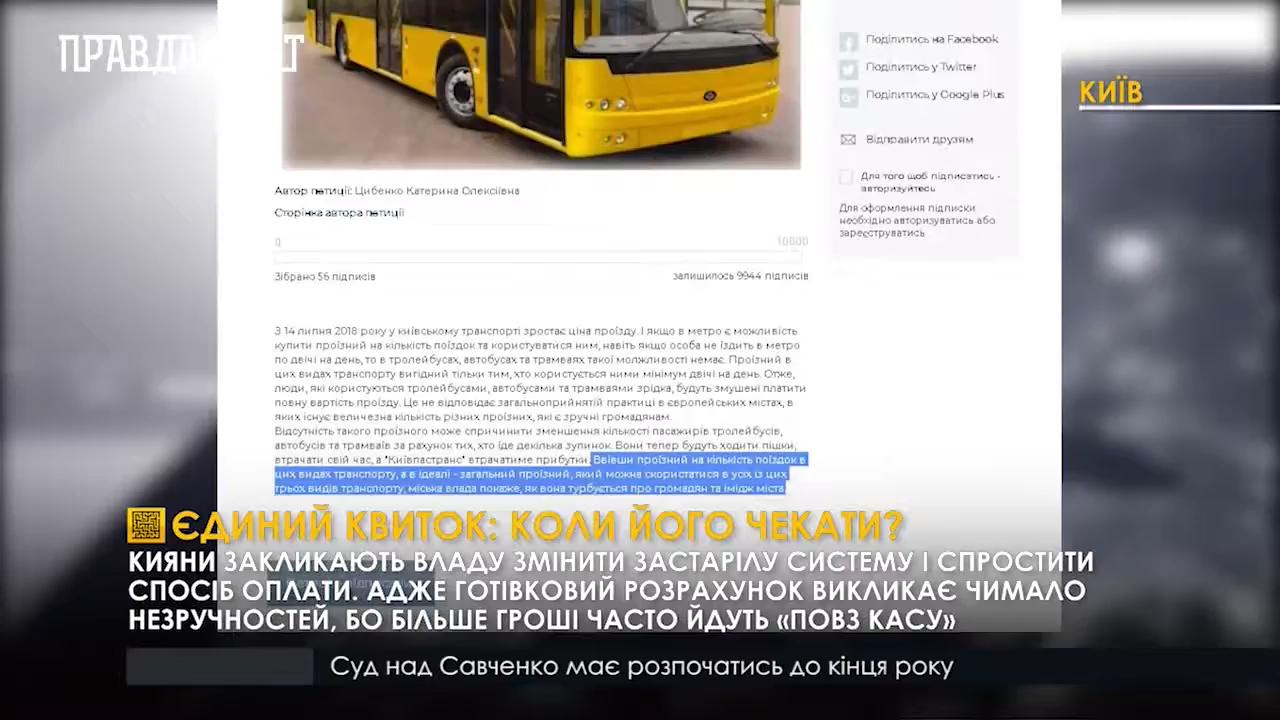 Поділитись на Facebook
Поділитись у Twitter
Поділитись у Google Plus
КИЇВ
Відправити друзям
Для того щоб підписатись -
авторизуйтесь
Для оформлення підписки
необхідно авторизуватись або
зареєструватись
Автор петиції: Цибенко Катерина Олексіївна
Сторінка автора петиції
0 10000
Зібрано 56 підписів залишилось 9944 підписів
З 14 липня 2018 року у київському транспорті зростає ціна проїзду. І якщо в метро є можливість
купити проїзний на кількість поїздок та користуватися ним, навіть якщо особа не їздить в метро
по двічі на день, то в тролейбусах, автобусах та трамваях такої молжливості немає. Проїзний в
цих видах транспорту вигідний тільки тим, хто користується ними мінімум двічі на день. Отже,
люди, які користуються тролейбусами, автобусами та трамваями зрідка, будуть змушені платити
повну вартість проїзду. Це не відповідає загальноприйнятій практиці в європейських містах, в
яких існує величезна кількість різних проїзних, які є зручні громадянам.
Відсутність такого проїзного може спричинити зменшення кількості пасажирів тролейбусів,
автобусів та трамваїв за рахунок тих, хто їде декілька зупинок. Вони тепер будуть ходити пішки,
втрачати свій час, а "Київпастранс" втрачатиме прибутки. Ввівши проїзний на кількість поїздок в
цих видах транспорту, а в ідеалі - загальний проїзний, який можна скористатися в усіх із цих
трьох видів транспорту, міська влада покаже, як вона турбується про громадян та імідж міста
ЄДИНИЙ КВИТОК: КОЛИ ЙОГО ЧЕКАТИ?
КИЯНИ ЗАКЛИКАЮТЬ ВЛАДУ ЗМІНИТИ ЗАСТАРІЛУ СИСТЕМУ І СПРОСТИТИ
СПОСІБ ОПЛАТИ. АДЖЕ ГОТІВКОВИЙ РОЗРАХУНОК ВИКЛИКАЄ ЧИМАЛО
НЕЗРУЧНОСТЕЙ, БО БІЛЬШЕ ГРОШІ ЧАСТО ЙДУТЬ «ПОВЗ КАСУ»
Суд над Савченко має розпочатись до кінця року